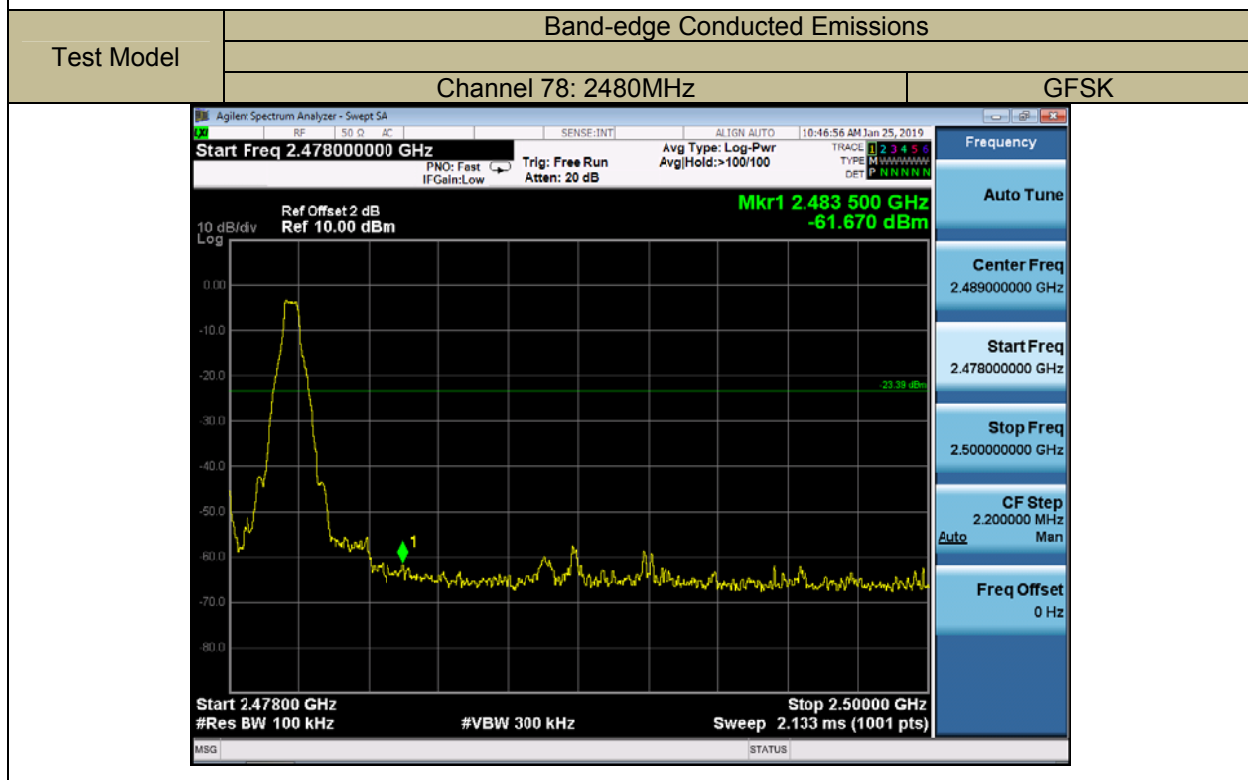 Test Model
Band-edge Conducted Emissions
Channel 78: 2480MHz GFSK
Agilent Spectrum Analyzer - Swept SA
RF 50 Ω AC SENSE:INT ALIGN AUTO 10:46:56 AM Jan 25, 2019
Start Freq 2.478000000 GHz
PNO: Fast
IFGain:Low
Trig: Free Run
Atten: 20 dB
Avg Type: Log-Pwr
Avg|Hold:>100/100
TRACE 1 2 3 4 5 6
TYPE M WWWWW
DET P N N N N N
Frequency
Mkr1 2.483 500 GHz
-61.670 dBm
Ref Offset 2 dB
10 dB/div Ref 10.00 dBm
Log
0.00
-10.0
-20.0
-30.0
-40.0
-50.0
-60.0
-70.0
-80.0
-23.39 dBm
1
Start 2.47800 GHz Stop 2.50000 GHz
#Res BW 100 kHz #VBW 300 kHz Sweep 2.133 ms (1001 pts)
MSG STATUS
Auto Tune
Center Freq
2.489000000 GHz
Start Freq
2.478000000 GHz
Stop Freq
2.500000000 GHz
CF Step
2.200000 MHz
Auto Man
Freq Offset
0 Hz